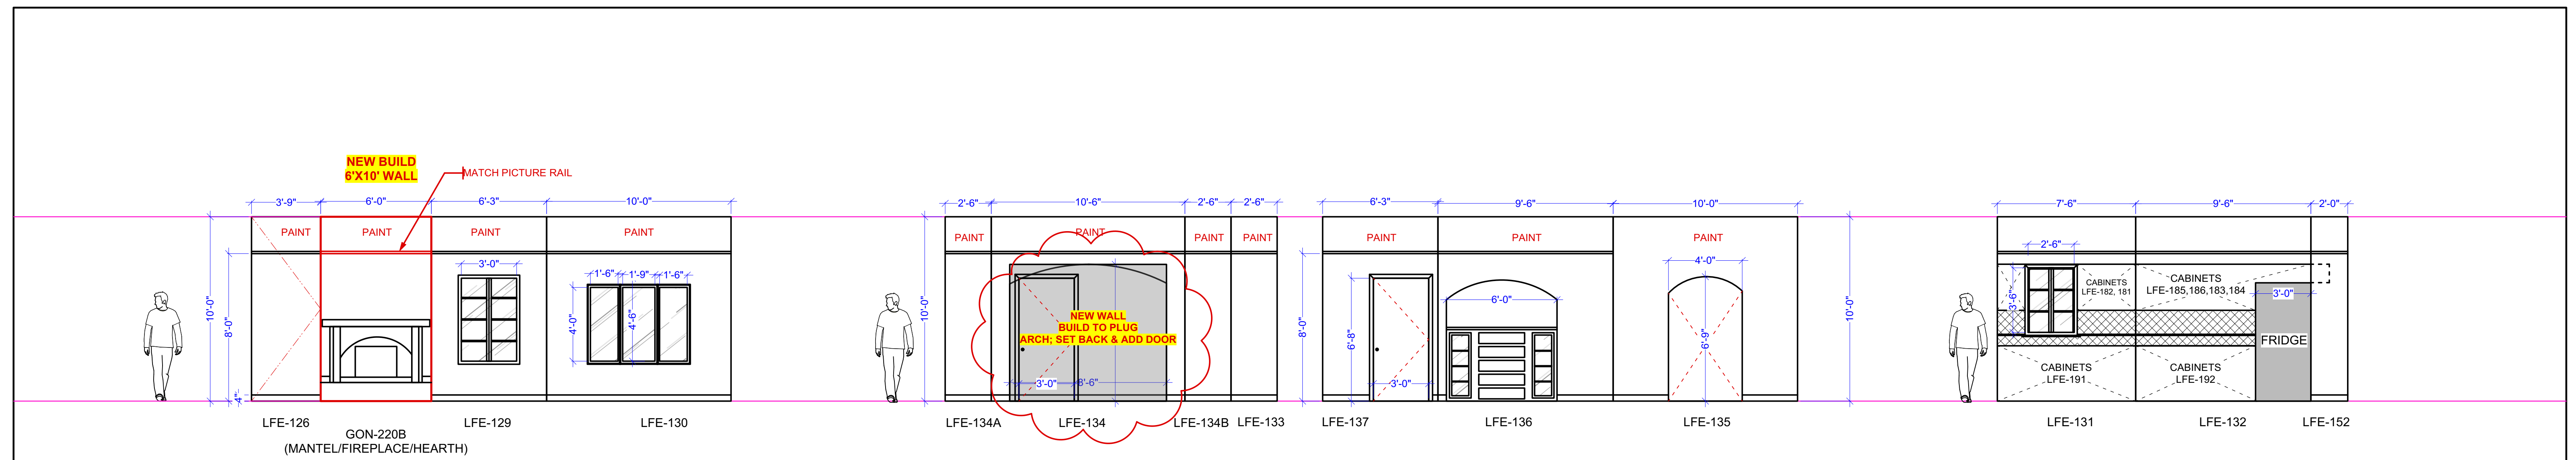 NEW BUILD
6'X10' WALL
MATCH PICTURE RAIL
3'-9"
6'-0"
6'-3"
10'-0"
PAINT
PAINT
PAINT
PAINT
10'-0"
8'-0"
4"
3'-0"
1'-6"
1'-9"
1'-6"
4'-0"
4'-6"
LFE-126
GON-220B
(MANTEL/FIREPLACE/HEARTH)
LFE-129
LFE-130
2'-6"
10'-6"
2'-6"
2'-6"
PAINT
PAINT
PAINT
PAINT
10'-0"
NEW WALL
BUILD TO PLUG
ARCH; SET BACK & ADD DOOR
3'-0"
8'-6"
LFE-134A
LFE-134
LFE-134B
LFE-133
6'-3"
9'-6"
10'-0"
PAINT
PAINT
PAINT
8'-0"
6'-8"
3'-0"
6'-0"
4'-0"
6'-9"
10'-0"
LFE-137
LFE-136
LFE-135
7'-6"
9'-6"
2'-0"
2'-6"
3'-6"
CABINETS
LFE-182, 181
CABINETS
LFE-185,186,183,184
3'-0"
FRIDGE
CABINETS
LFE-191
CABINETS
LFE-192
LFE-131
LFE-132
LFE-152